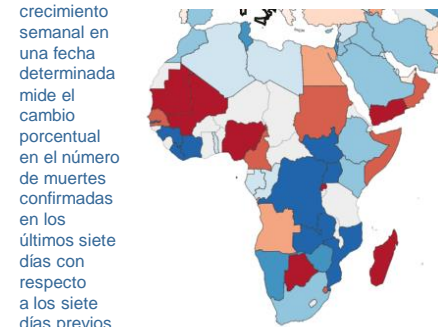 crecimiento
semanal en
una fecha
determinada
mide el
cambio
porcentual
en el número
de muertes
confirmadas
en los
últimos siete
días con
respecto
a los siete
días previos